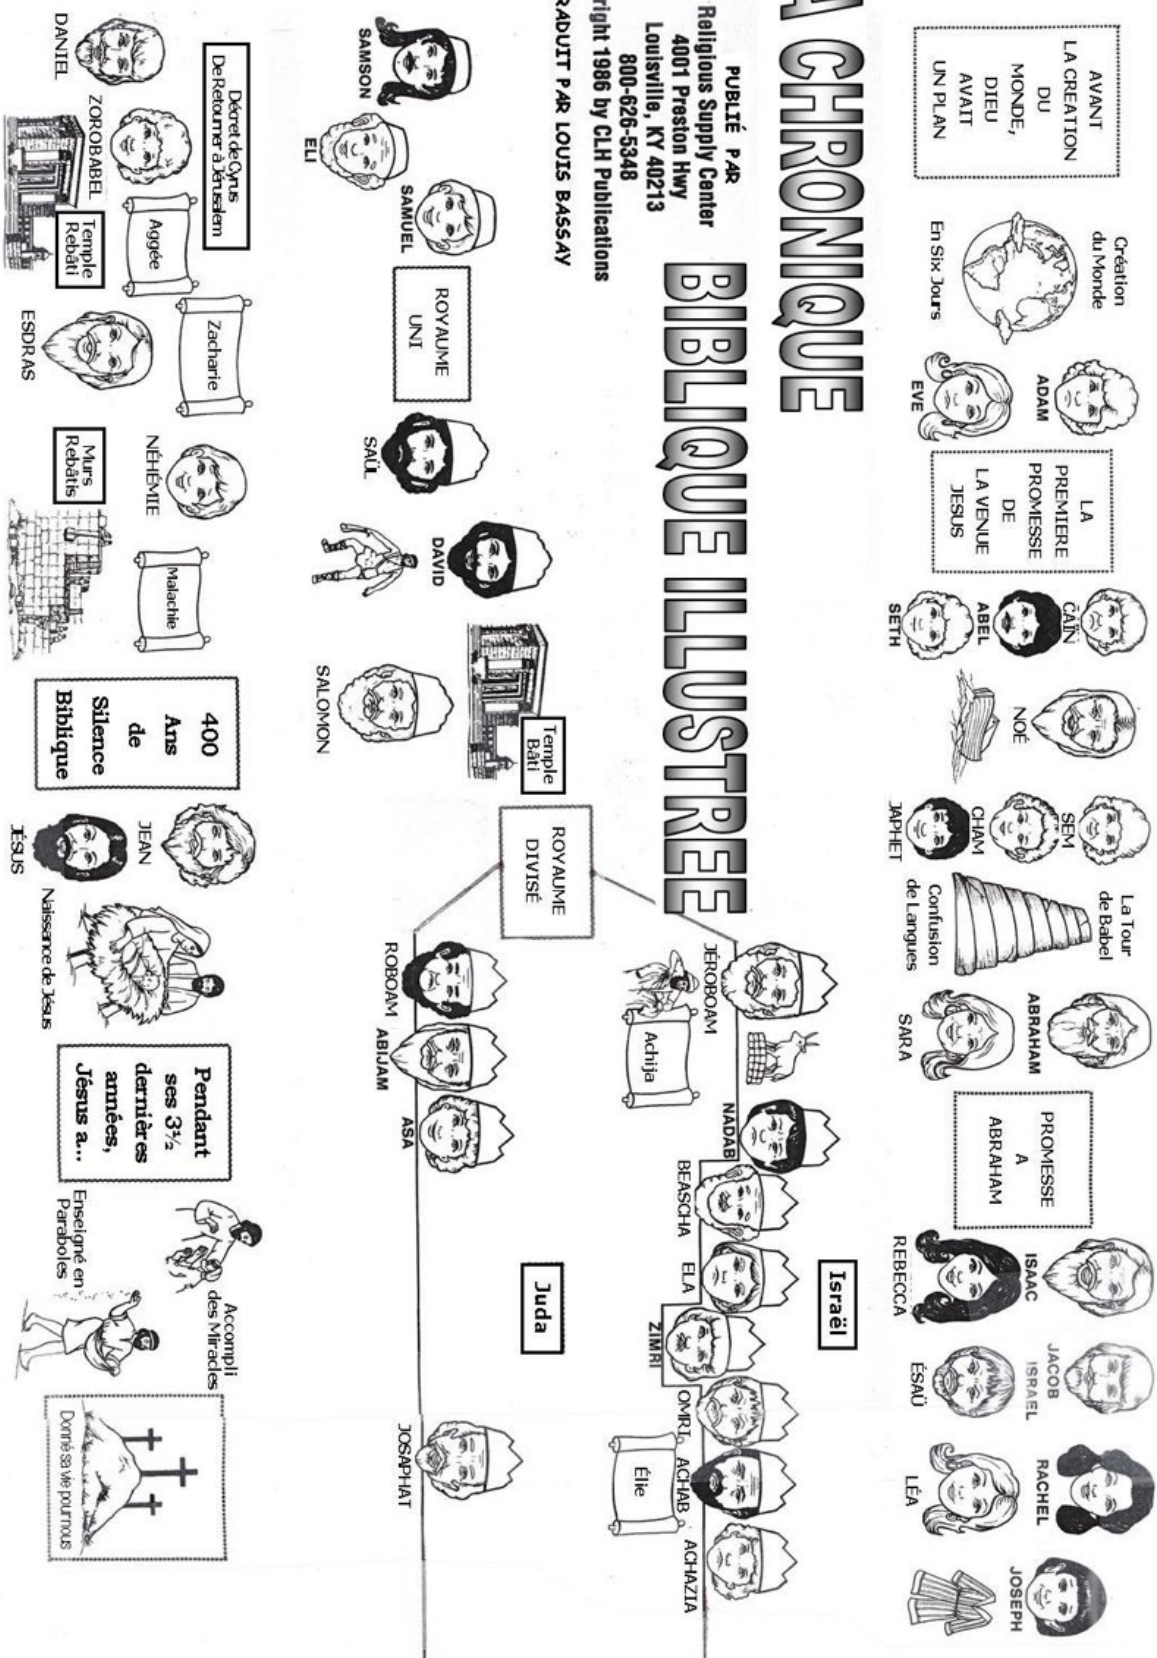 AVANT
LA CREATION
DU
MONDE,
DIEU
AVAIT
UN PLAN
Création
du Monde
En Six Jours
ADAM
EVE
LA
PREMIERE
PROMESSE
DE
LA VENUE
JESUS
CAÏN
ABEL
SETH
NOÉ
SEM
CHAM
JAPHET
La Tour
de Babel
Confusion
de Langues
ABRAHAM
SARA
PROMESSE
A
ABRAHAM
ISAAC
REBECCA
JACOB
ISRAEL
ÉSAÜ
RACHEL
LÉA
JOSEPH
A CHRONIQUE
BIBLIQUE ILLUSTREE
PUBLIÉ PAR
Religious Supply Center
4001 Preston Hwy
Louisville, KY 40213
800-626-5348
right 1986 by CLH Publications
RADUIT PAR LOUIS BASSAY
SAMSON
ELI
SAMUEL
ROYAUME
UNI
SAÜL
DAVID
SALOMON
Temple
Bâti
ROYAUME
DIVISÉ
Israël
JÉROBOAM
Achija
NADAB
BEASCHA
ELA
ZIMRI
OMRI
ACHAB
Élie
ACHAZIA
Juda
ROBOAM
ABIJAM
ASA
JOSAPHAT
DANIEL
Décret de Cyrus
De Retourner à Jérusalem
ZOROBABEL
Aggée
Zacharie
Temple
Rebâti
ESDRAS
NÉHÉMIE
Murs
Rebâtis
Malachie
400
Ans
de
Silence
Biblique
JEAN
JÉSUS
Naissance de Jésus
Pendant
ses 3½
dernières
années,
Jésus a...
Accompli
des Miracles
Enseigné en
Paraboles
Donné sa vie pour nous